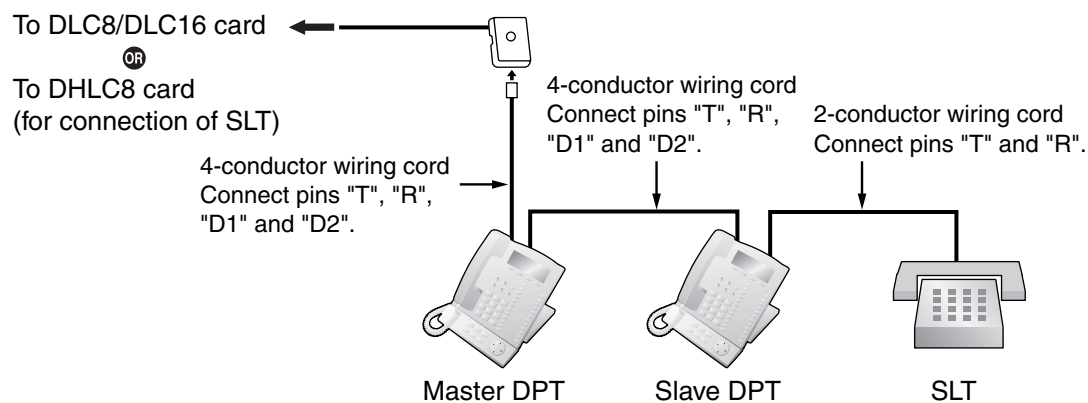 To DLC8/DLC16 card
OR
To DHLC8 card
(for connection of SLT)
4-conductor wiring cord
Connect pins "T", "R",
"D1" and "D2".
4-conductor wiring cord
Connect pins "T", "R",
"D1" and "D2".
2-conductor wiring cord
Connect pins "T" and "R".
Master DPT
Slave DPT
SLT